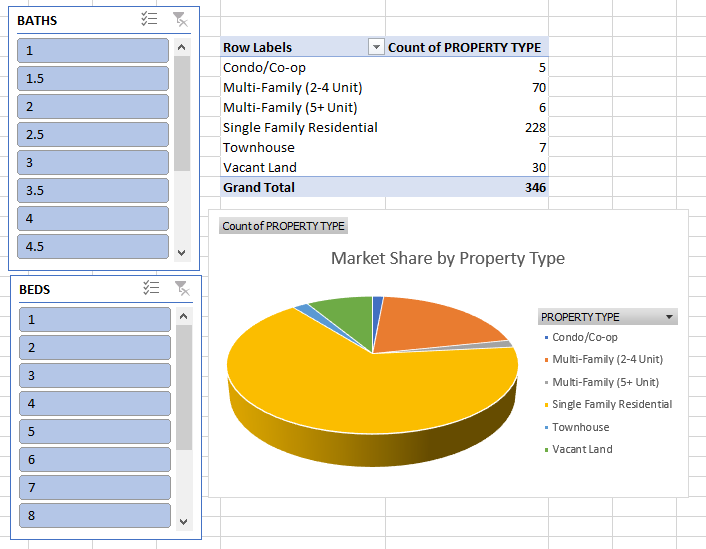 BATHS
1
1.5
2
2.5
3
3.5
4
4.5
BEDS
1
2
3
4
5
6
7
8
Row Labels Count of PROPERTY TYPE
Condo/Co-op 5
Multi-Family (2-4 Unit) 70
Multi-Family (5+ Unit) 6
Single Family Residential 228
Townhouse 7
Vacant Land 30
Grand Total 346
Count of PROPERTY TYPE
Market Share by Property Type
PROPERTY TYPE
Condo/Co-op
Multi-Family (2-4 Unit)
Multi-Family (5+ Unit)
Single Family Residential
Townhouse
Vacant Land